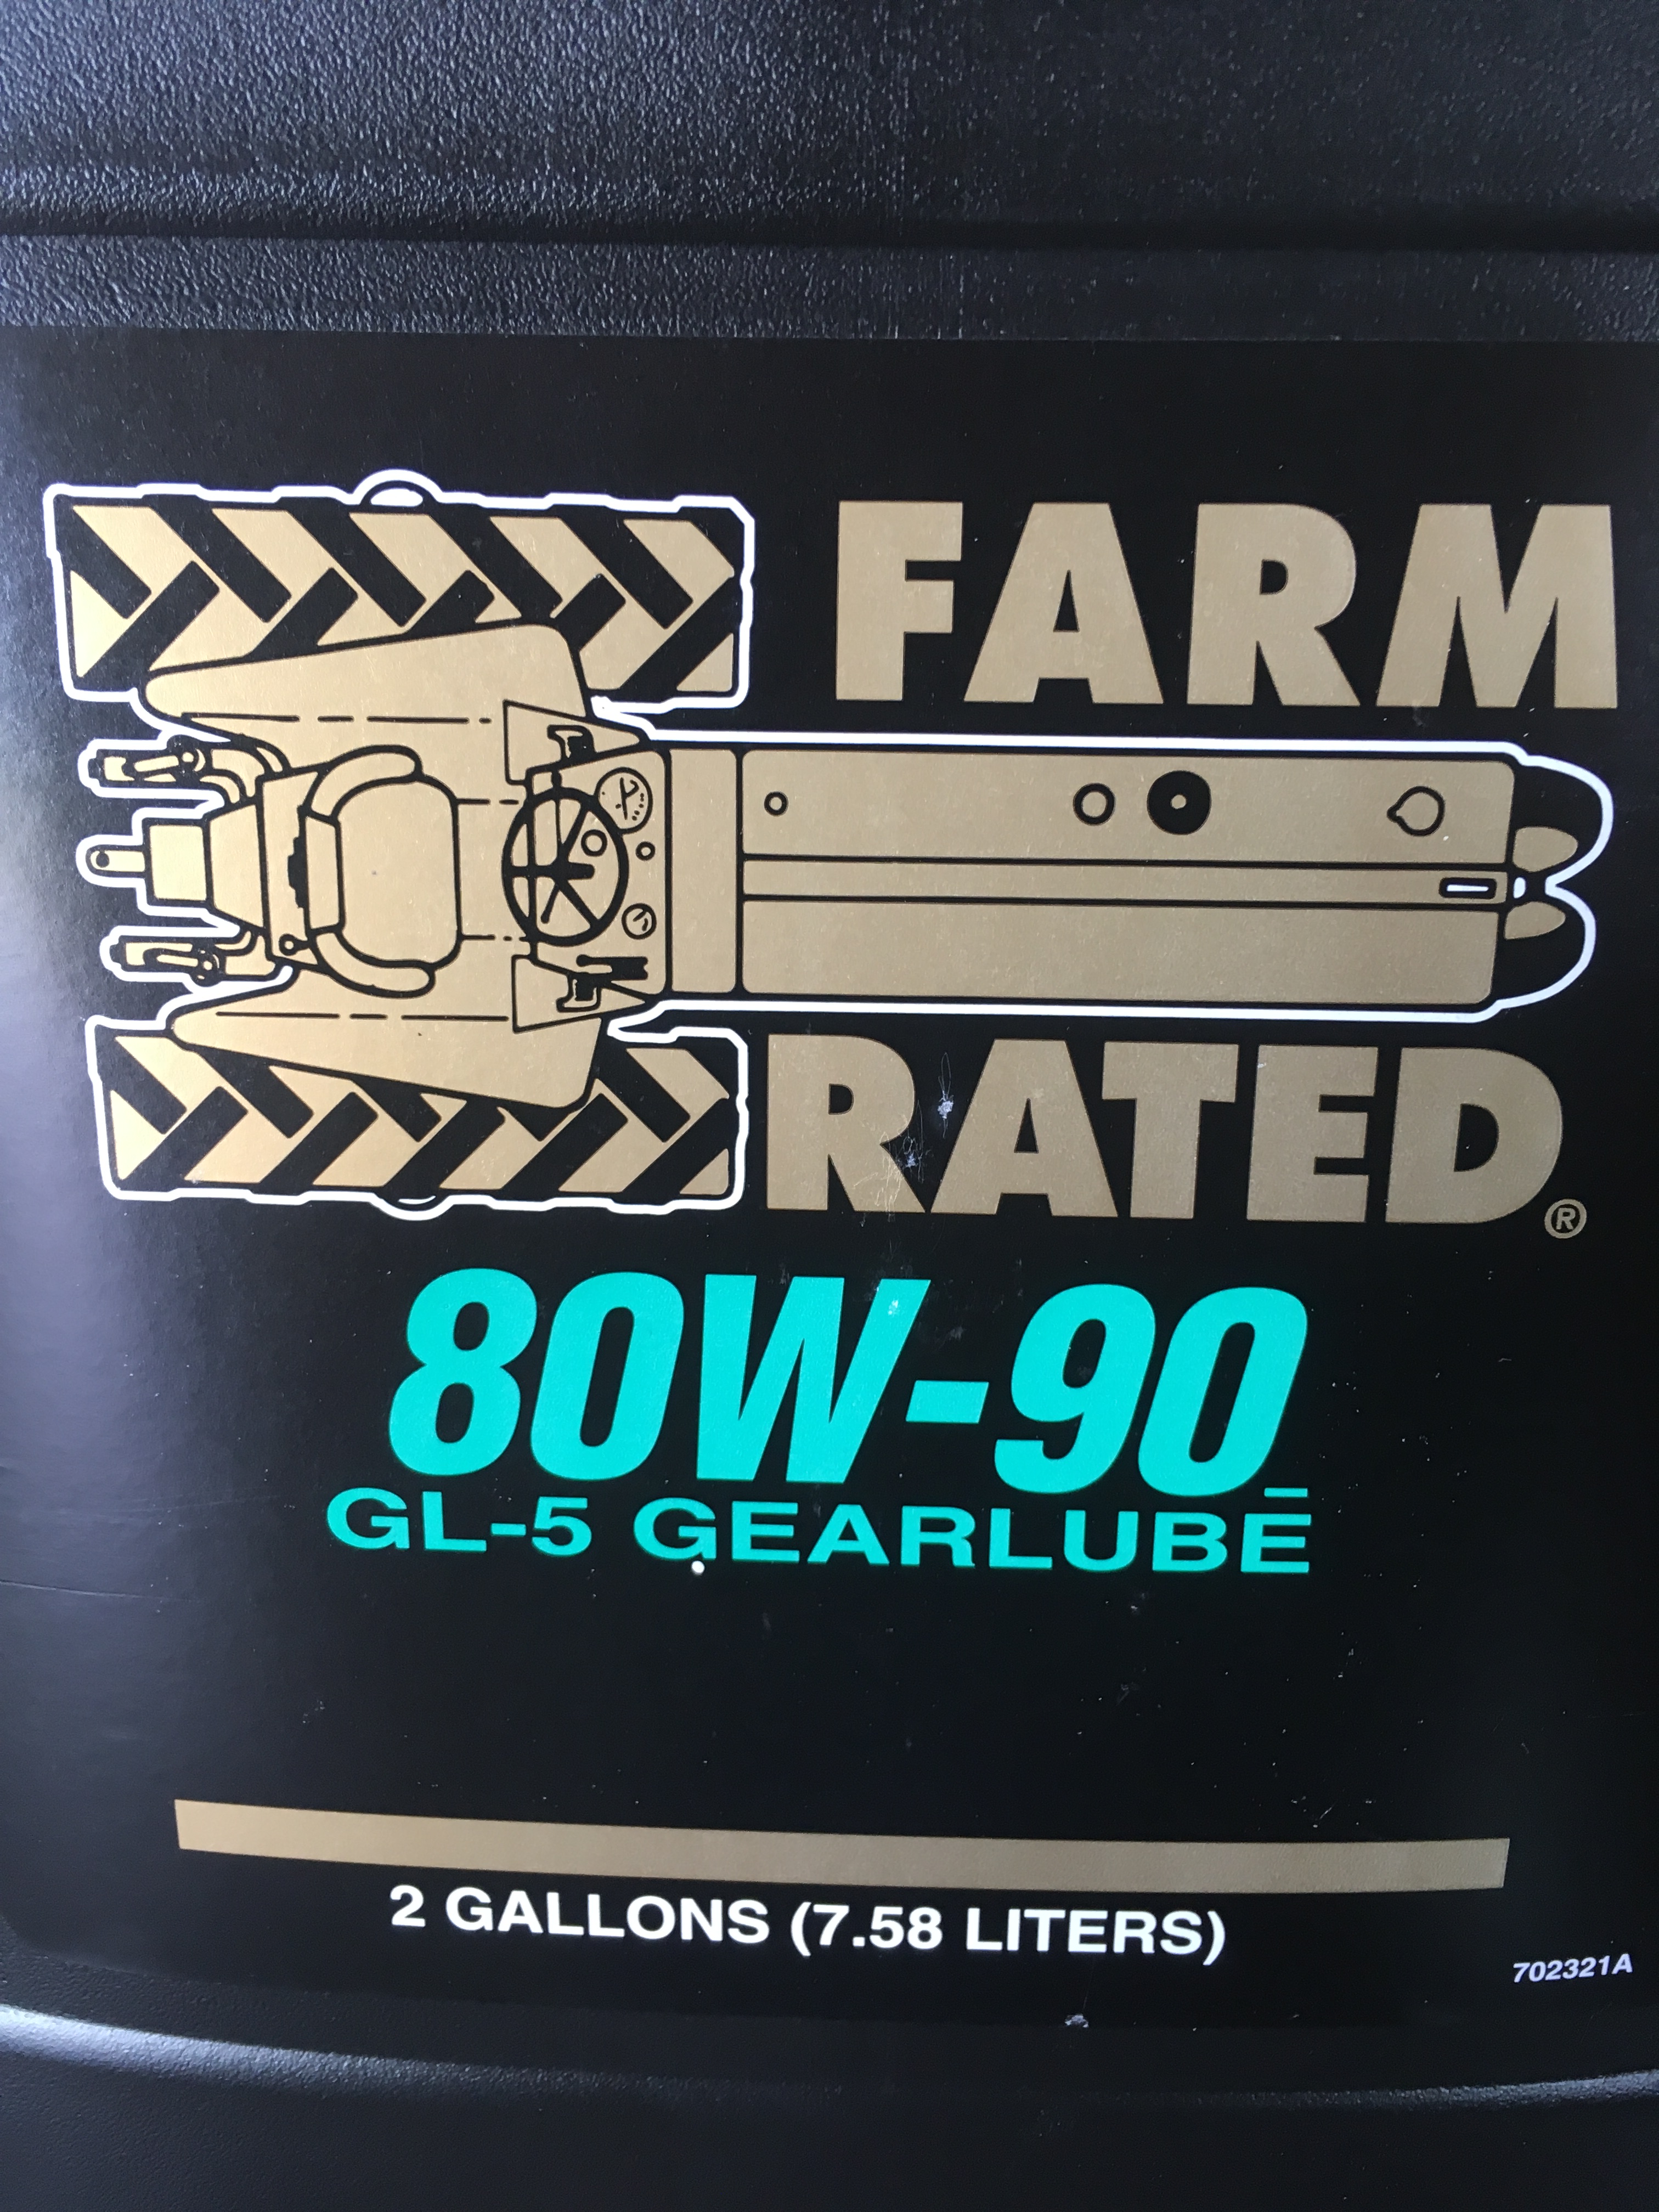 FARM
RATED®
80W-90
GL-5 GEARLUBE
2 GALLONS (7.58 LITERS)
702321A